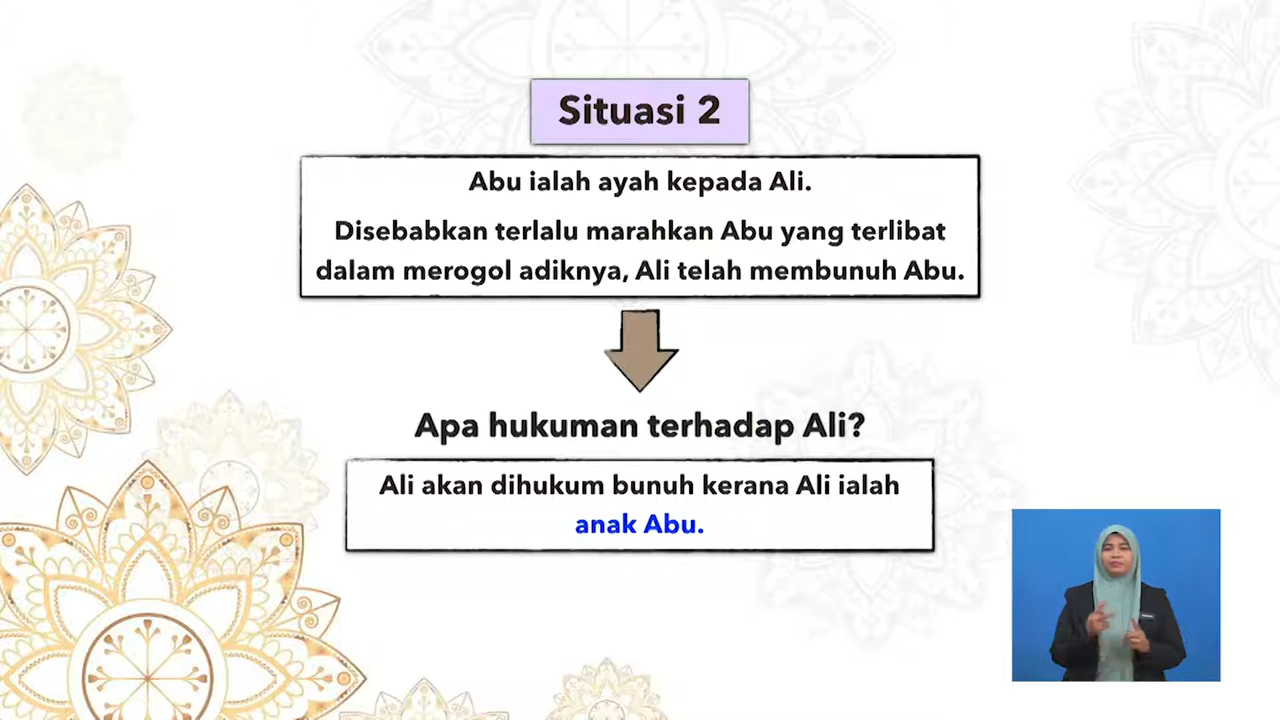 Situasi 2
Abu ialah ayah kepada Ali.
Disebabkan terlalu marahkan Abu yang terlibat
dalam merogol adiknya, Ali telah membunuh Abu.
Apa hukuman terhadap Ali?
Ali akan dihukum bunuh kerana Ali ialah
anak Abu.